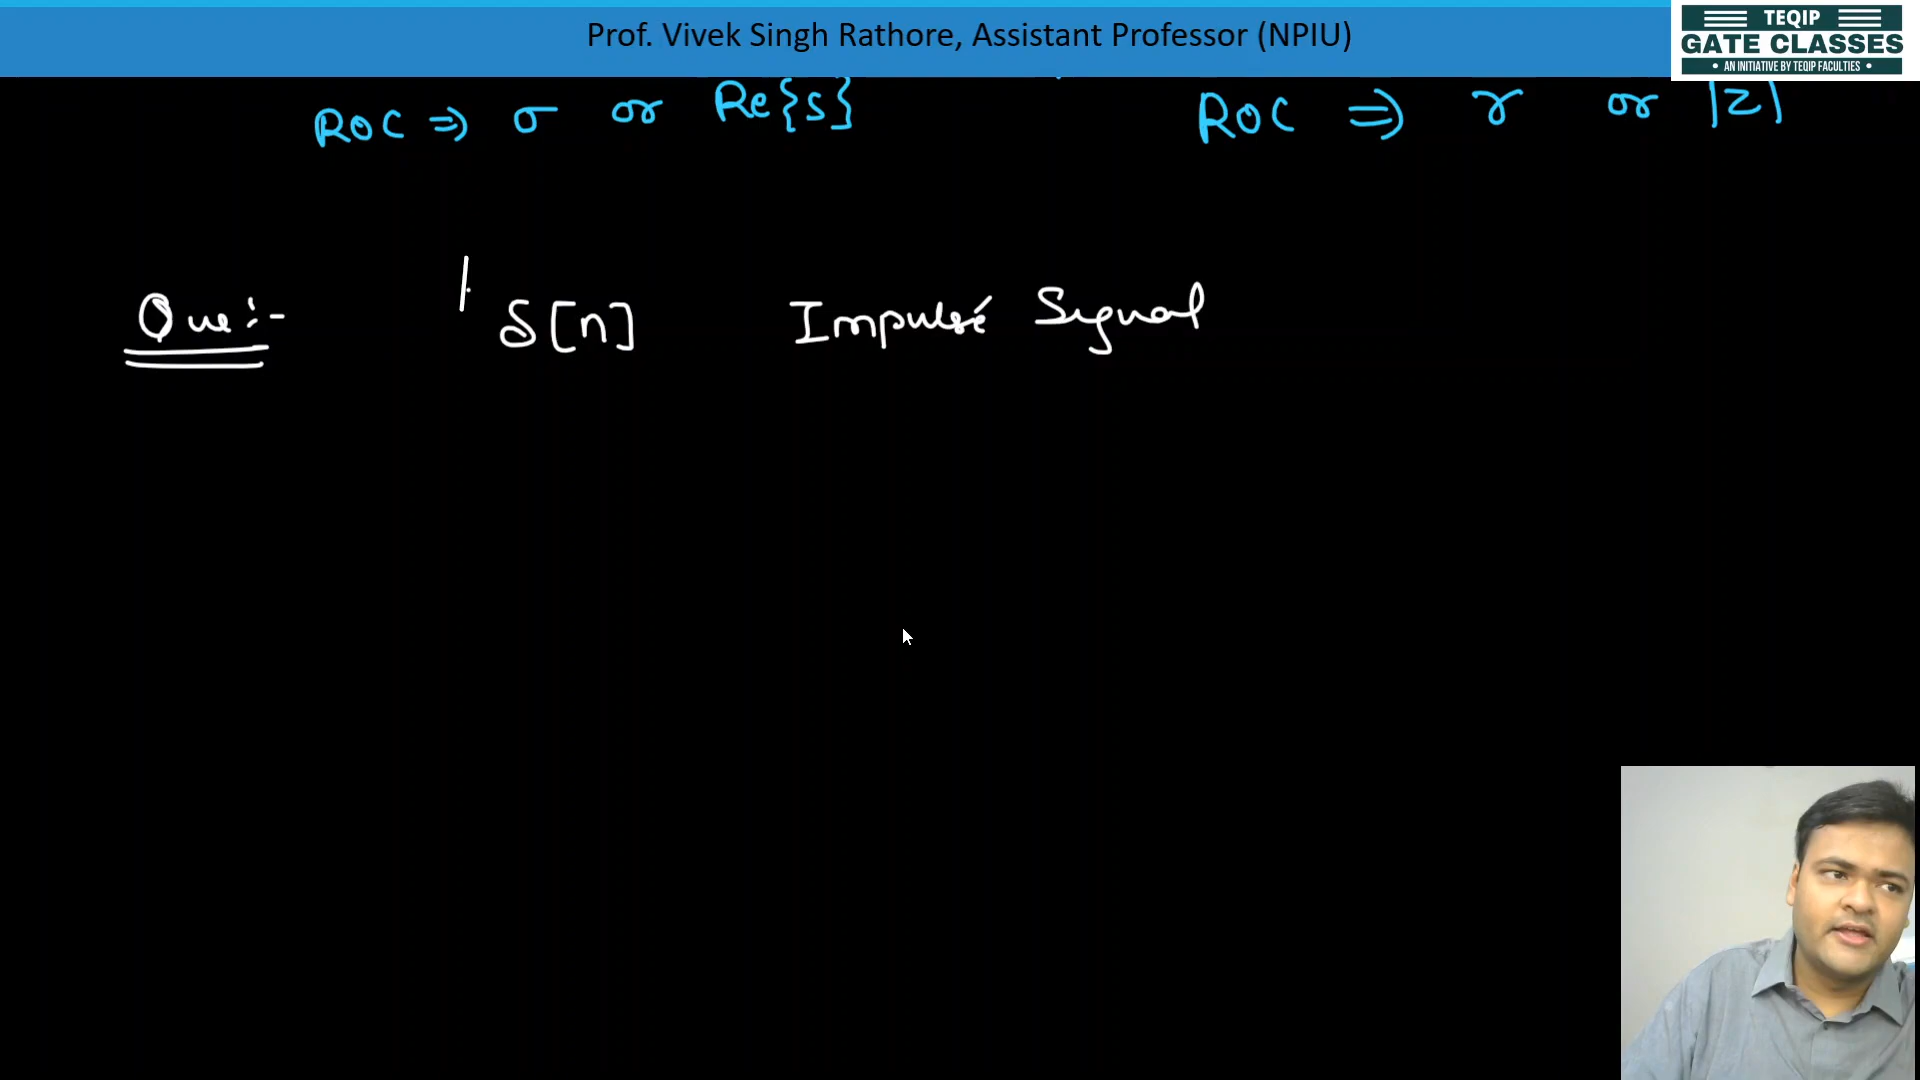 Prof. Vivek Singh Rathore, Assistant Professor (NPIU)
TEQIP
GATE CLASSES
• AN INITIATIVE BY TEQIP FACULTIES •
ROC ⇒ σ or Re{s}
ROC ⇒ r or |z|
Que:- δ[n] Impulse Signal